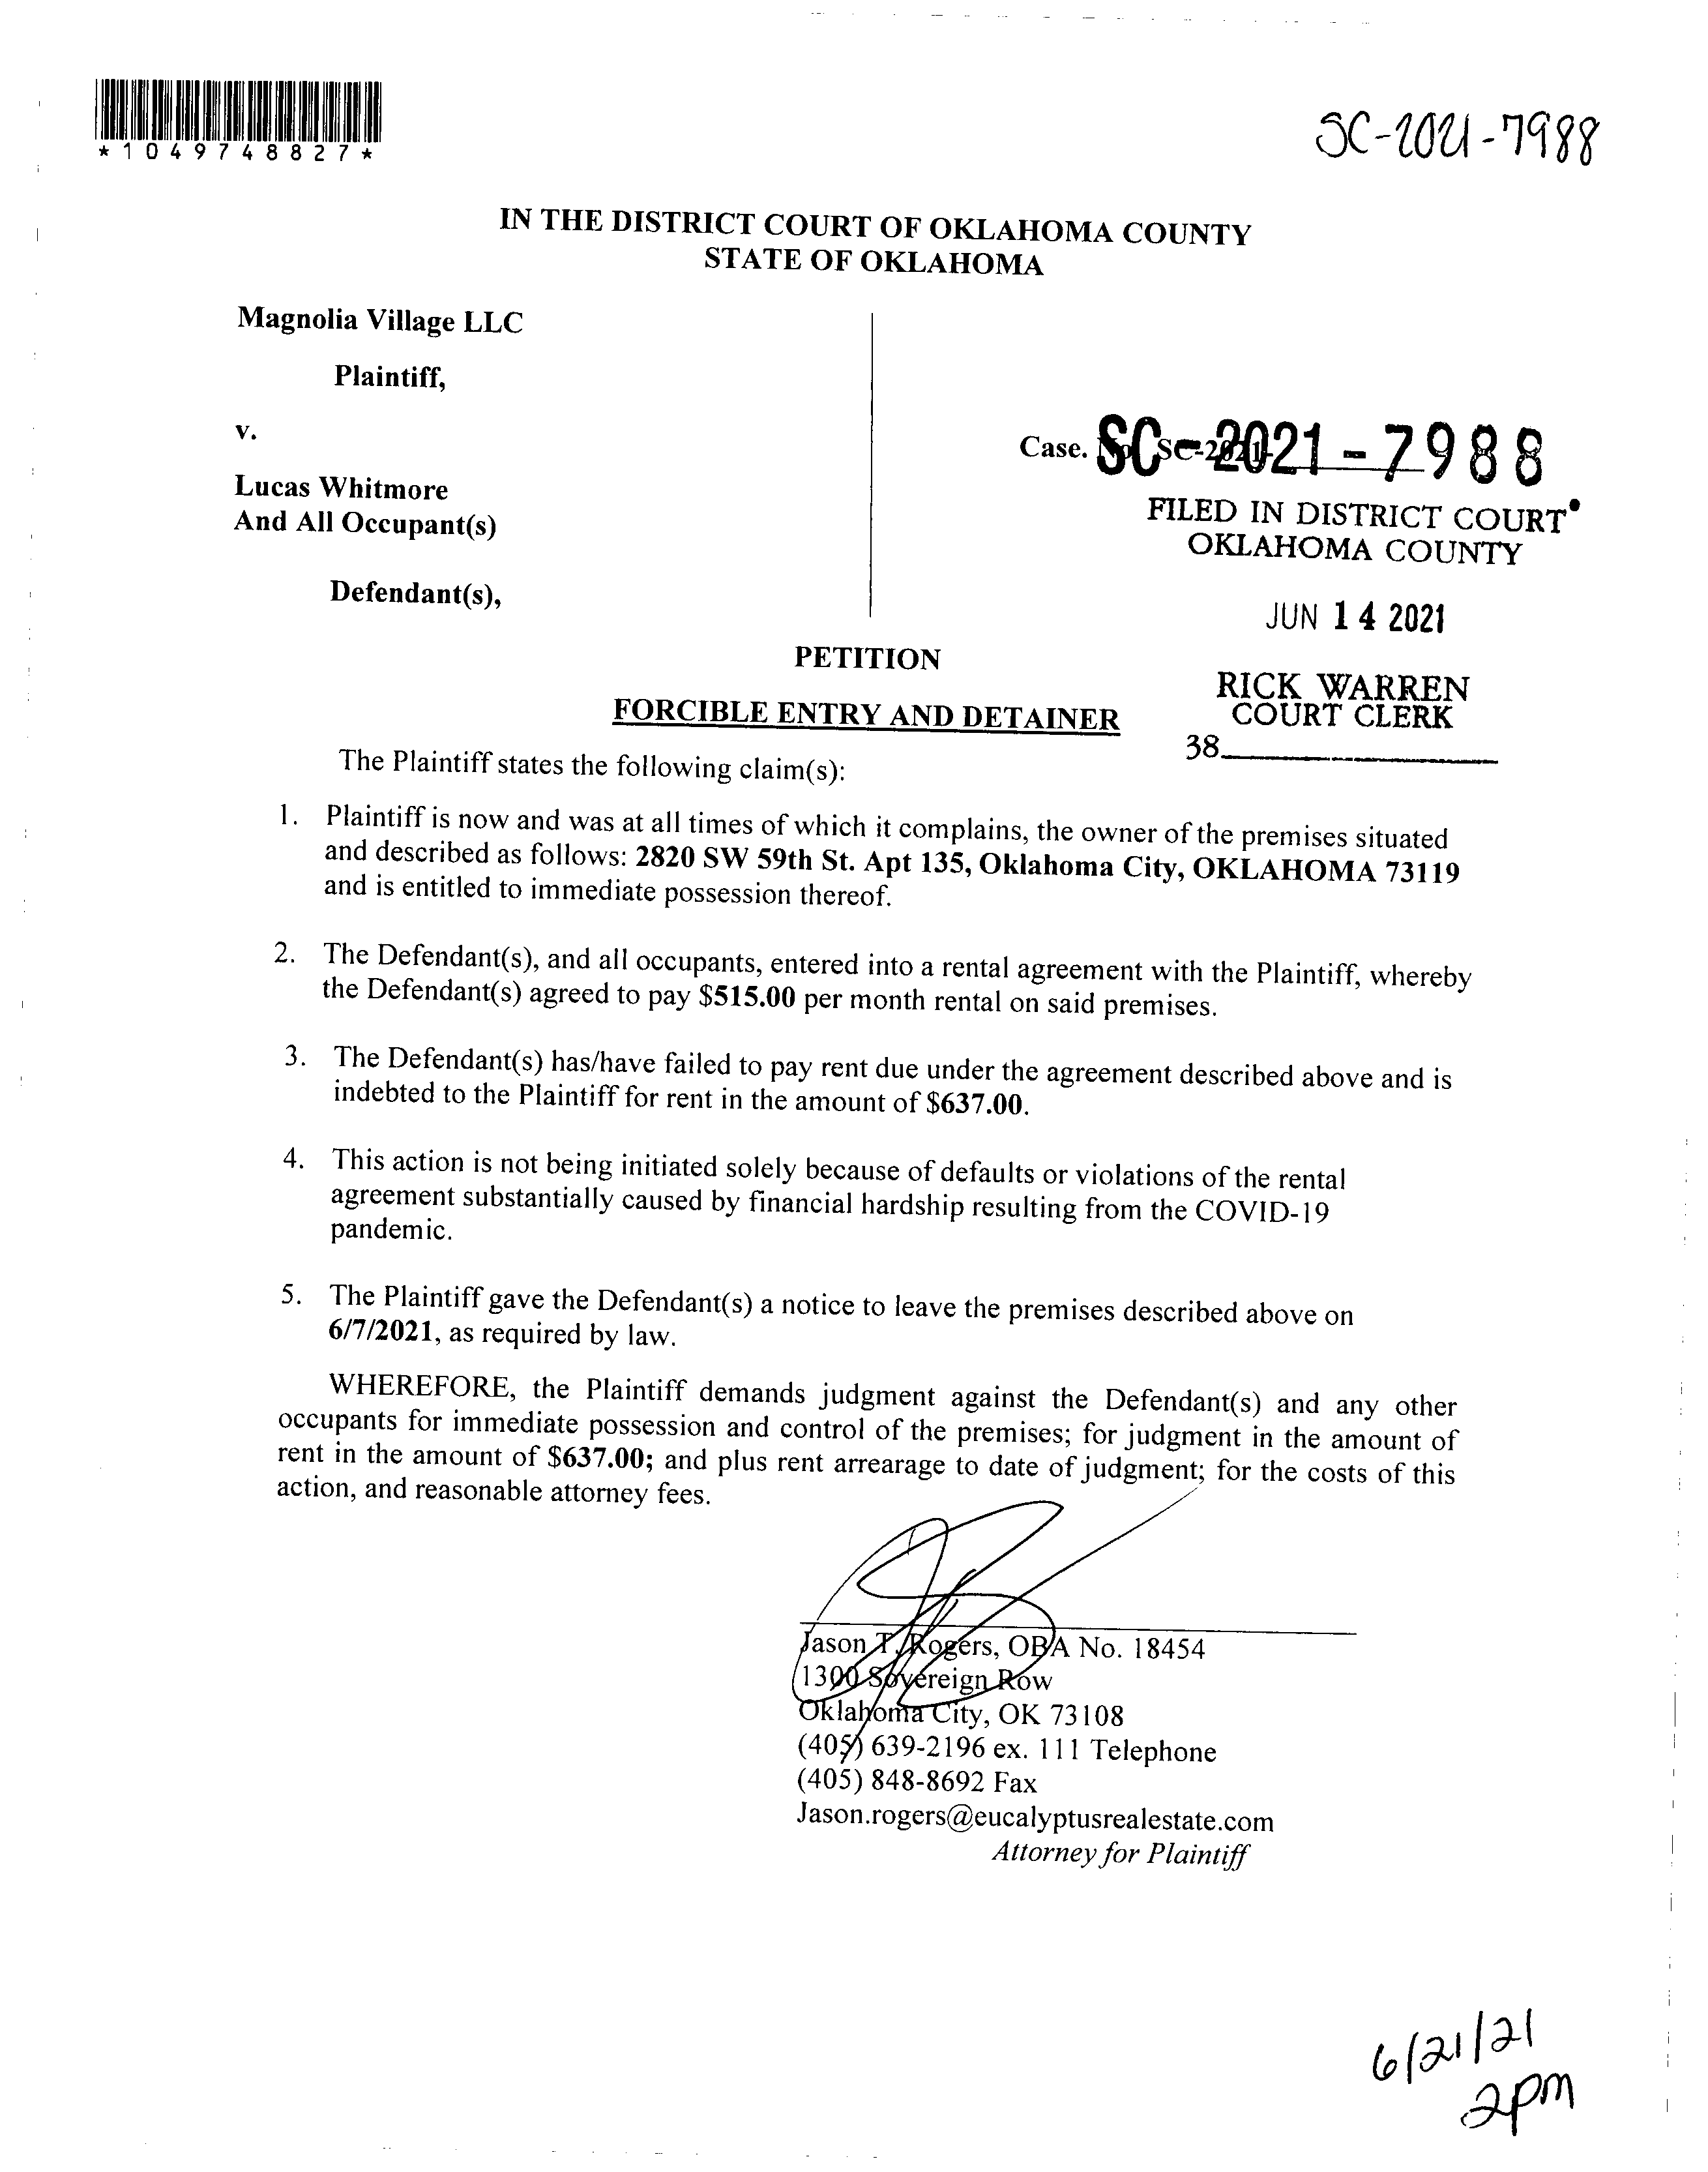 *1049748827*
SC-2021-7988
IN THE DISTRICT COURT OF OKLAHOMA COUNTY
STATE OF OKLAHOMA
Magnolia Village LLC
Plaintiff,
v.
Lucas Whitmore
And All Occupant(s)
Defendant(s),
Case. No. SC-2021-
SC-2021-7988
FILED IN DISTRICT COURT
OKLAHOMA COUNTY
JUN 14 2021
RICK WARREN
COURT CLERK
38
PETITION
FORCIBLE ENTRY AND DETAINER
The Plaintiff states the following claim(s):
1. Plaintiff is now and was at all times of which it complains, the owner of the premises situated
and described as follows: 2820 SW 59th St. Apt 135, Oklahoma City, OKLAHOMA 73119
and is entitled to immediate possession thereof.
2. The Defendant(s), and all occupants, entered into a rental agreement with the Plaintiff, whereby
the Defendant(s) agreed to pay $515.00 per month rental on said premises.
3. The Defendant(s) has/have failed to pay rent due under the agreement described above and is
indebted to the Plaintiff for rent in the amount of $637.00.
4. This action is not being initiated solely because of defaults or violations of the rental
agreement substantially caused by financial hardship resulting from the COVID-19
pandemic.
5. The Plaintiff gave the Defendant(s) a notice to leave the premises described above on
6/7/2021, as required by law.
WHEREFORE, the Plaintiff demands judgment against the Defendant(s) and any other
occupants for immediate possession and control of the premises; for judgment in the amount of
rent in the amount of $637.00; and plus rent arrearage to date of judgment; for the costs of this
action, and reasonable attorney fees.
Jason T. Rogers, OBA No. 18454
1300 Sovereign Row
Oklahoma City, OK 73108
(405) 639-2196 ex. 111 Telephone
(405) 848-8692 Fax
Jason.rogers@eucalyptusrealestate.com
Attorney for Plaintiff
6/21/21
2pm